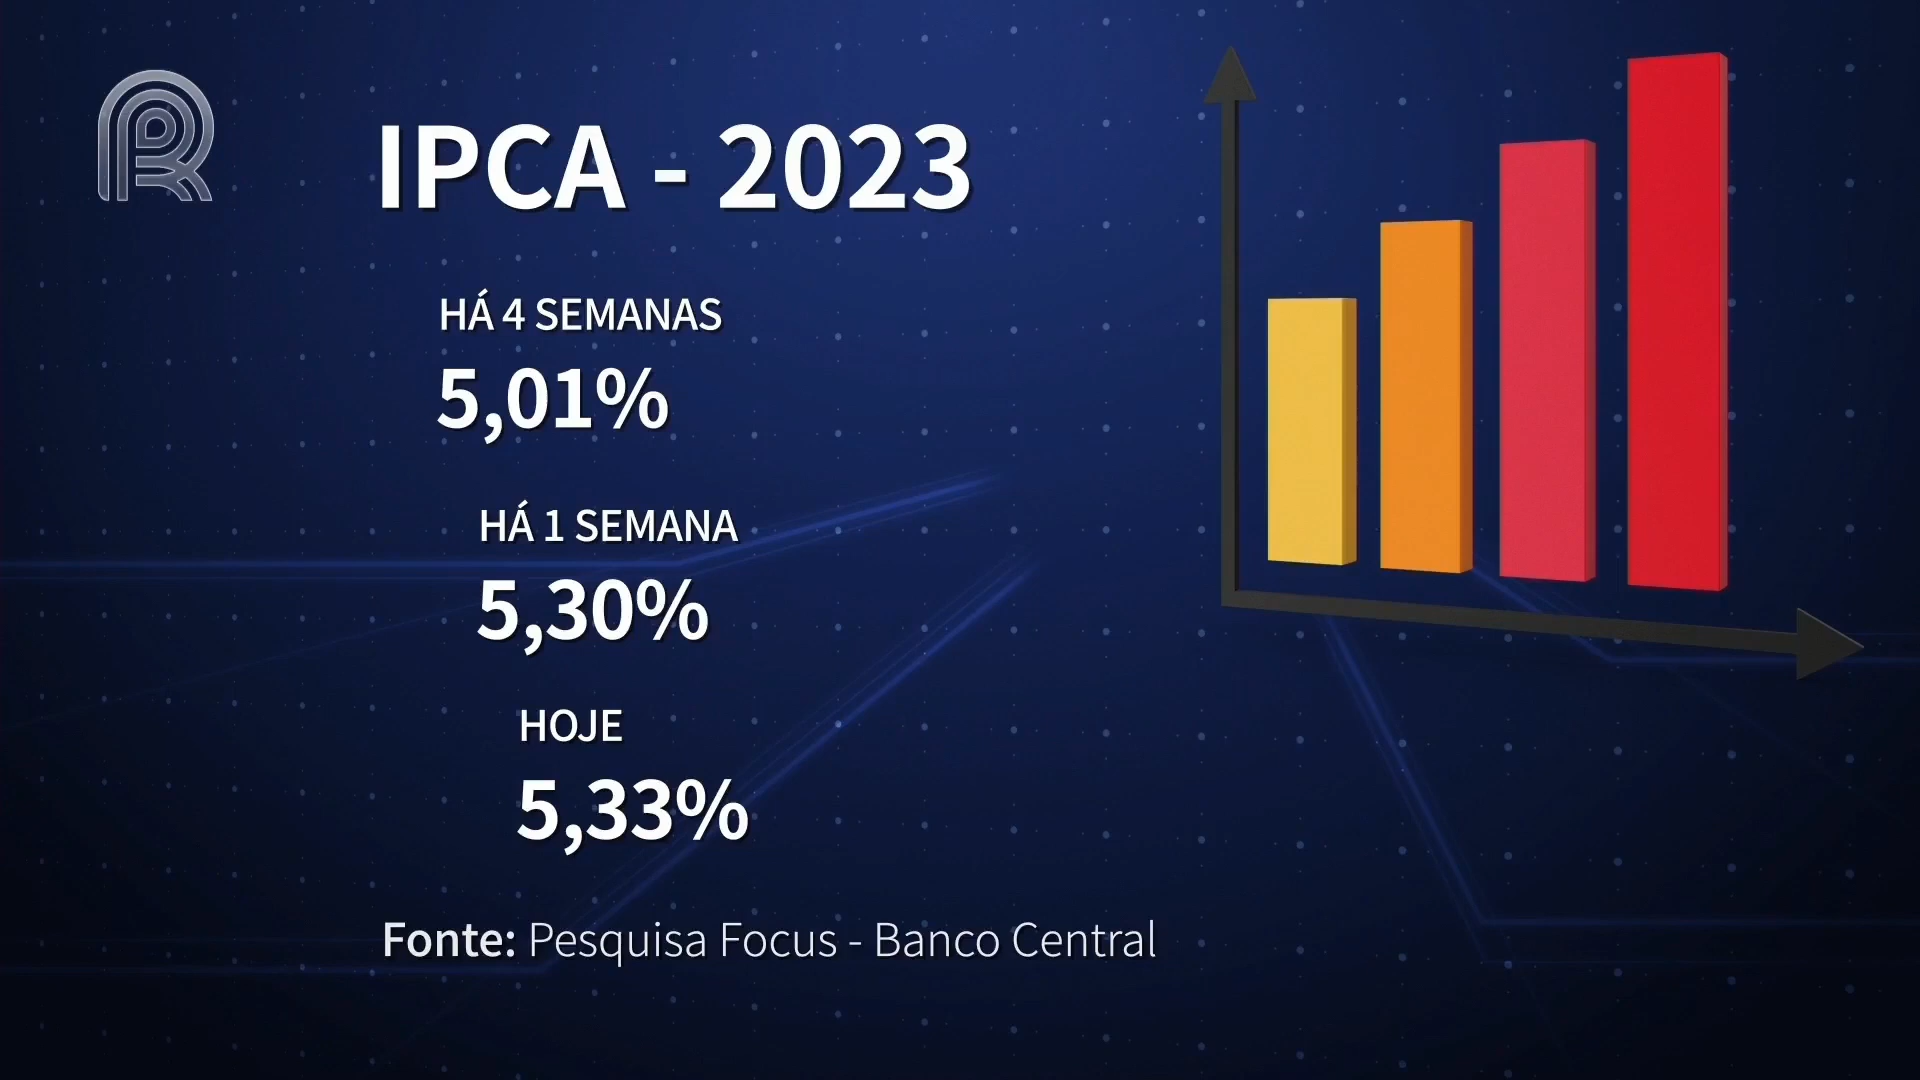 IPCA - 2023
HÁ 4 SEMANAS
5,01%
HÁ 1 SEMANA
5,30%
HOJE
5,33%
Fonte: Pesquisa Focus - Banco Central